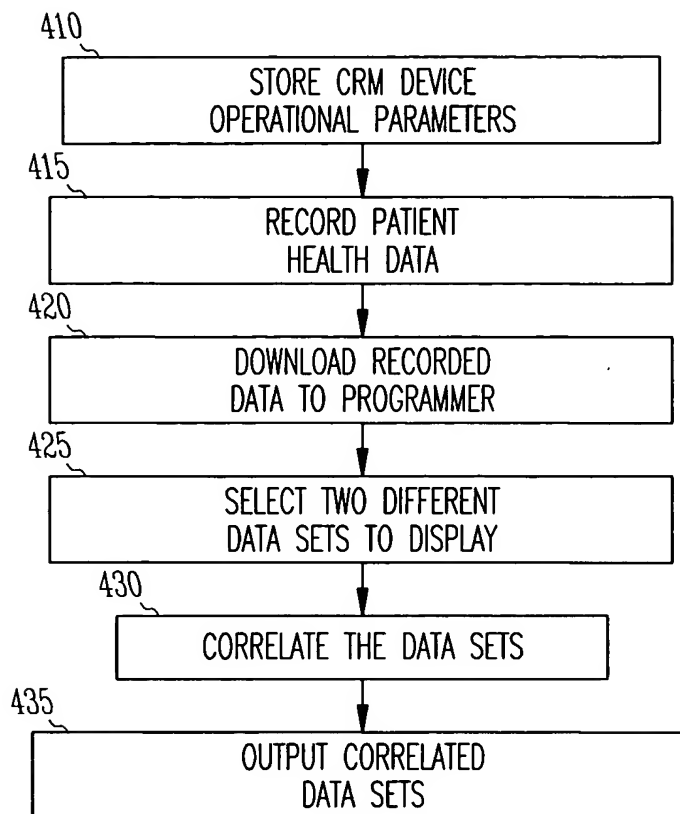 410
STORE CRM DEVICE
OPERATIONAL PARAMETERS
415
RECORD PATIENT
HEALTH DATA
420
DOWNLOAD RECORDED
DATA TO PROGRAMMER
425
SELECT TWO DIFFERENT
DATA SETS TO DISPLAY
430
CORRELATE THE DATA SETS
435
OUTPUT CORRELATED
DATA SETS